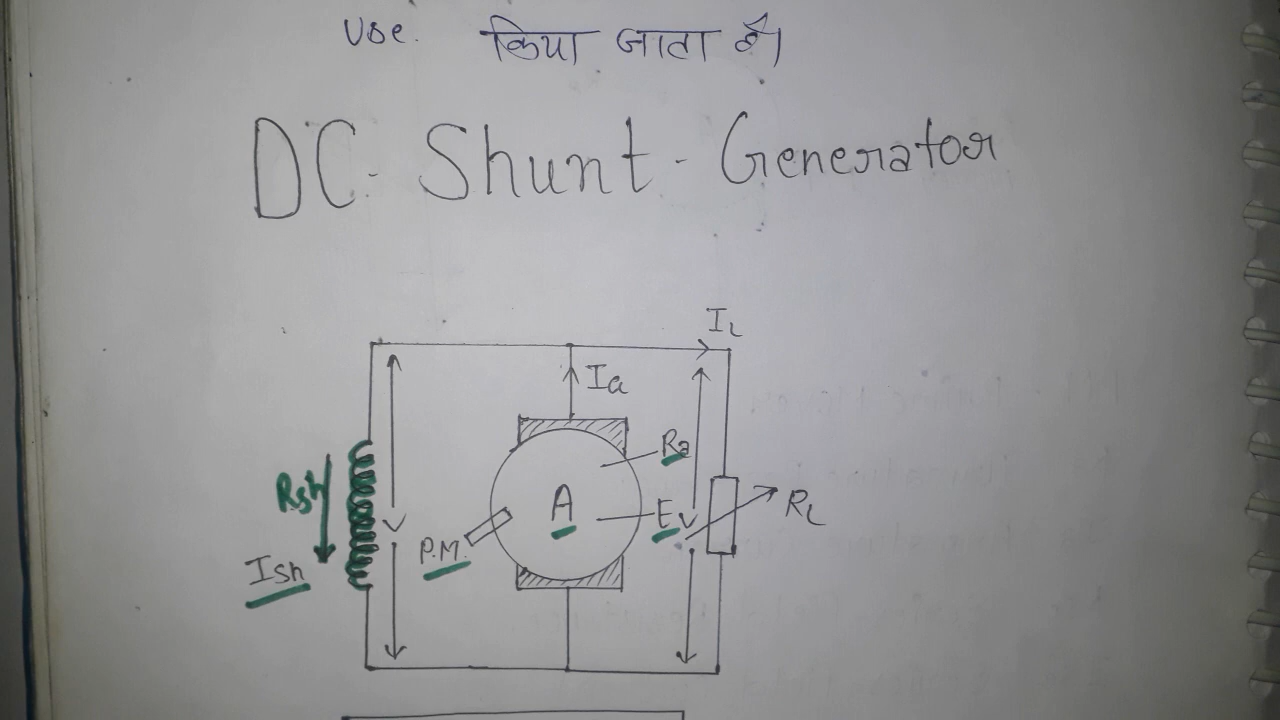 Use. किया जाता है।
DC - Shunt - Generator
IL
Ia
Ra
Rsh
A
E
V
V
RL
P.M.
Ish